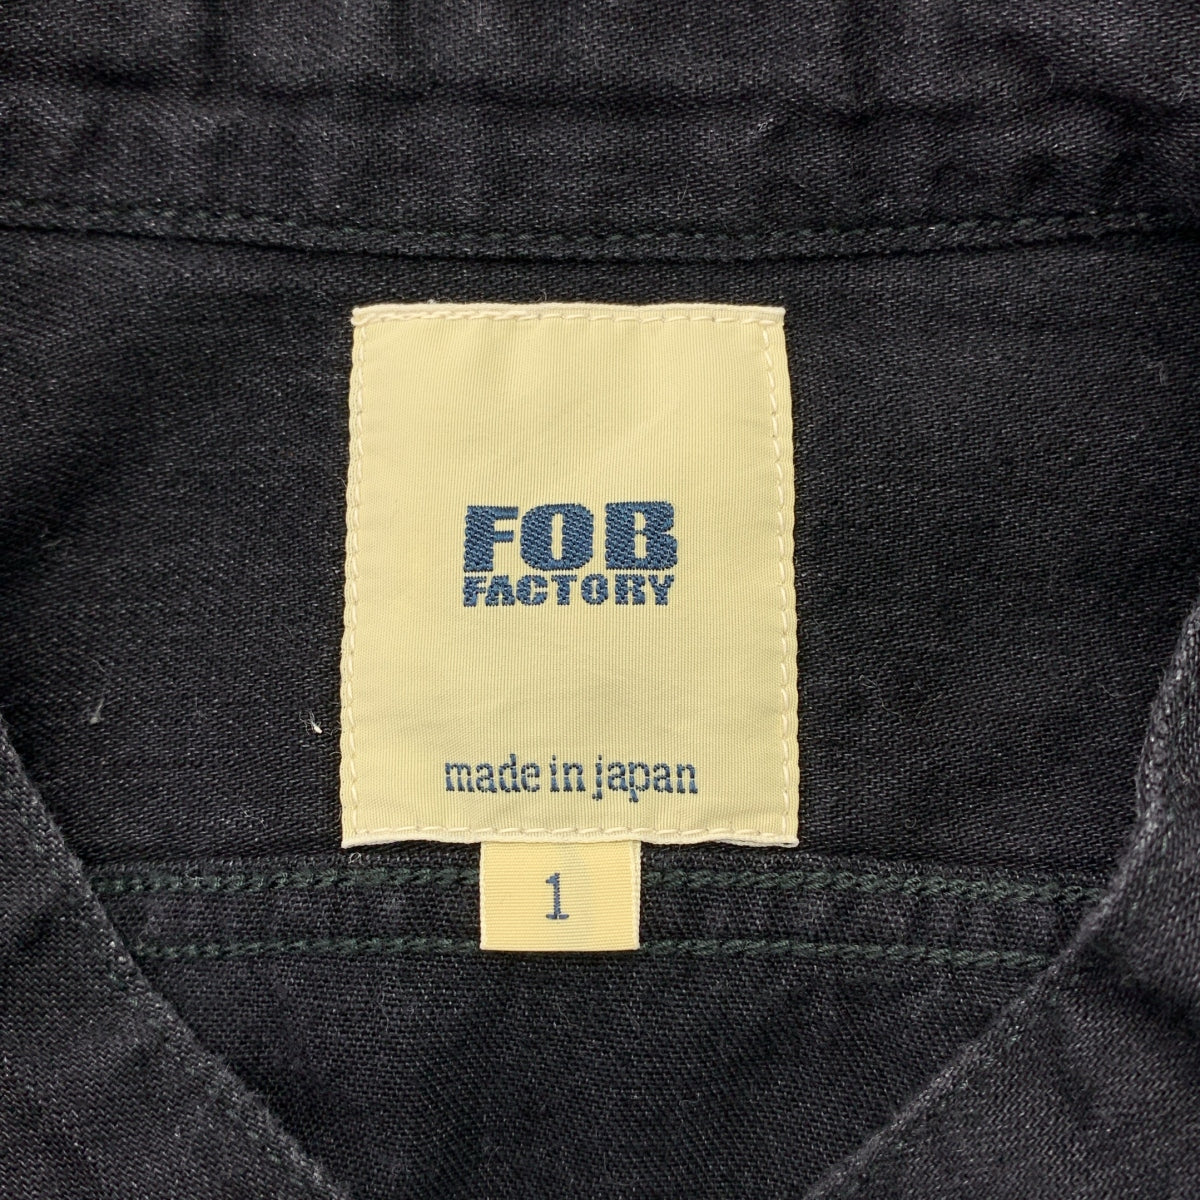 FOB
FACTORY
made in japan
1